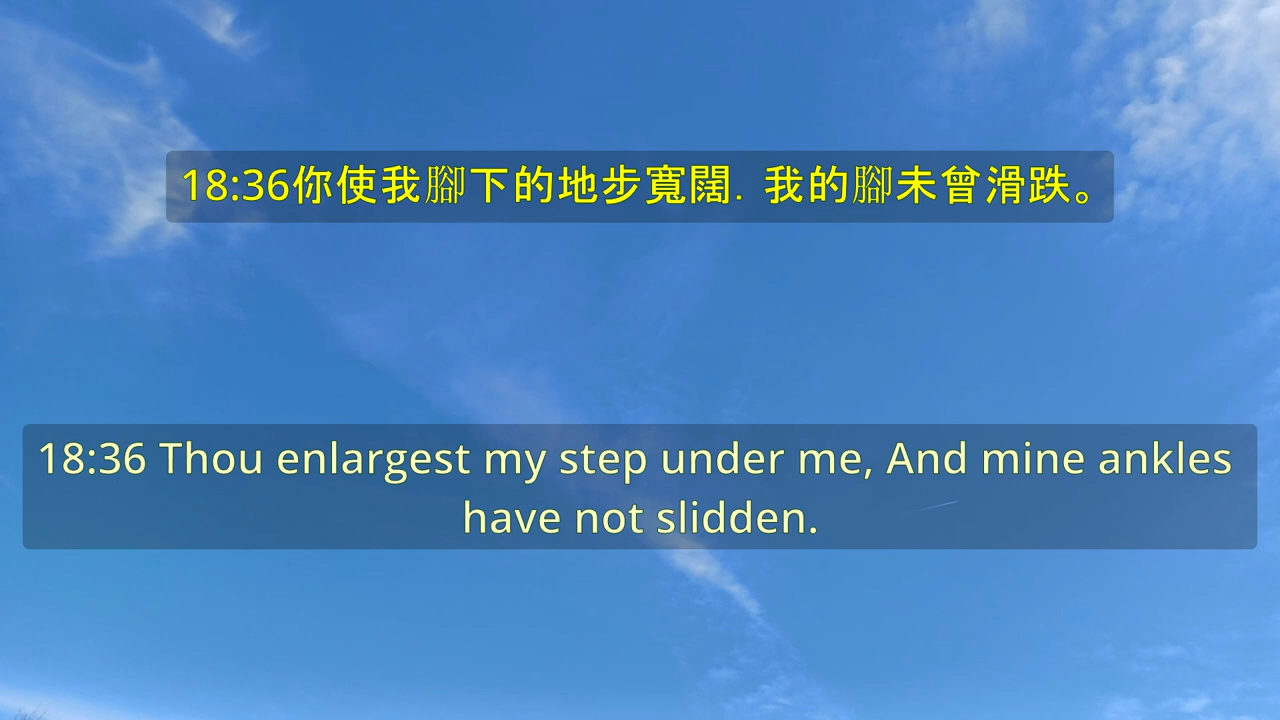 18:36你使我腳下的地步寬闊．我的腳未曾滑跌。
18:36 Thou enlargest my step under me, And mine ankles
have not slidden.